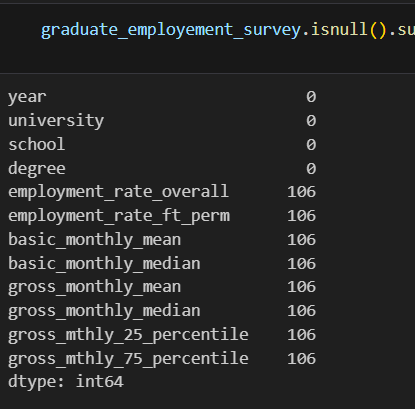 graduate_employement_survey.isnull().su
year 0
university 0
school 0
degree 0
employment_rate_overall 106
employment_rate_ft_perm 106
basic_monthly_mean 106
basic_monthly_median 106
gross_monthly_mean 106
gross_monthly_median 106
gross_mthly_25_percentile 106
gross_mthly_75_percentile 106
dtype: int64